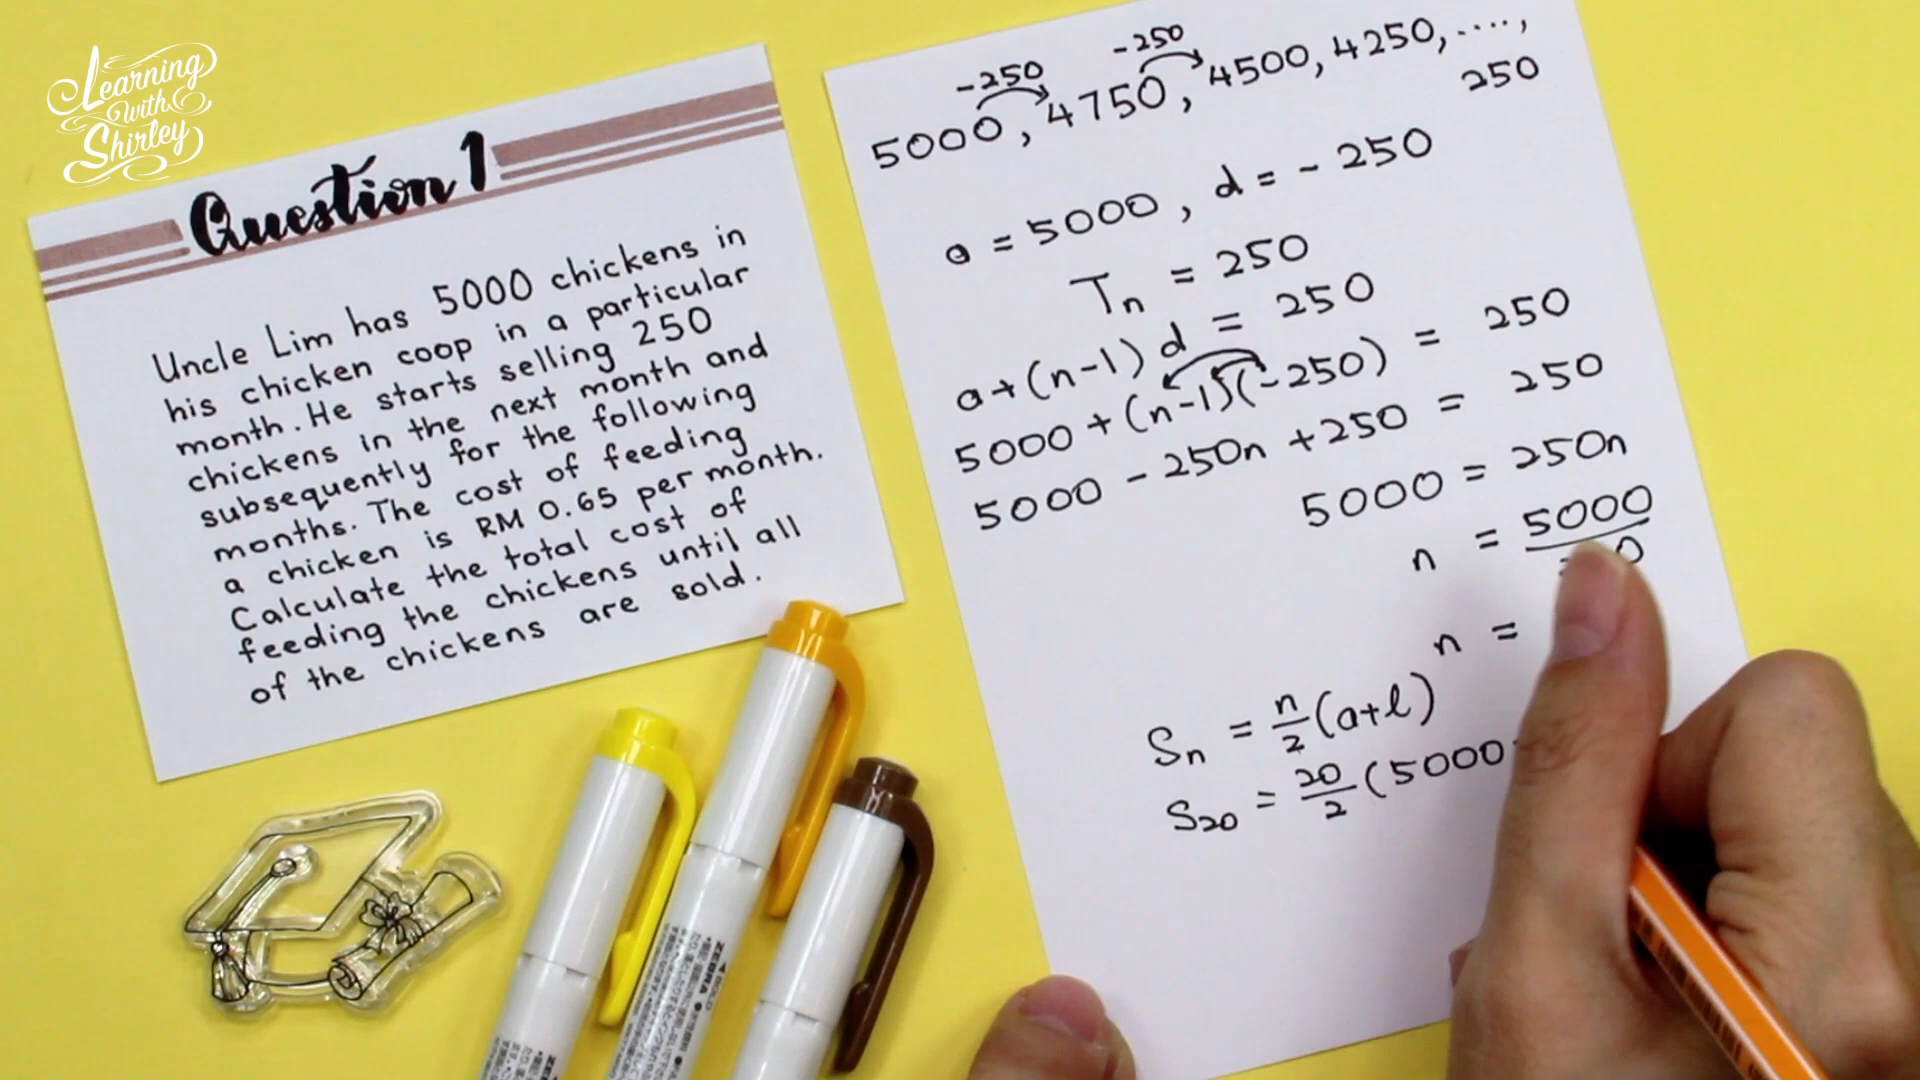 Learning
With
Shirley
Question 1
Uncle Lim has 5000 chickens in
his chicken coop in a particular
month. He starts selling 250
chickens in the next month and
subsequently for the following
months. The cost of feeding
a chicken is RM 0.65 per month.
Calculate the total cost of
feeding the chickens until all
of the chickens are sold.
-250 -250
5000, 4750, 4500, 4250, ....,
250
a = 5000, d = - 250
Tn = 250
a+(n-1)d = 250
5000 + (n-1)(-250) = 250
5000 - 250n + 250 = 250
5000 = 250n
n = 5000
n =
Sn = n/2 (a+l)
S20 = 20/2 (5000
ZEBRA